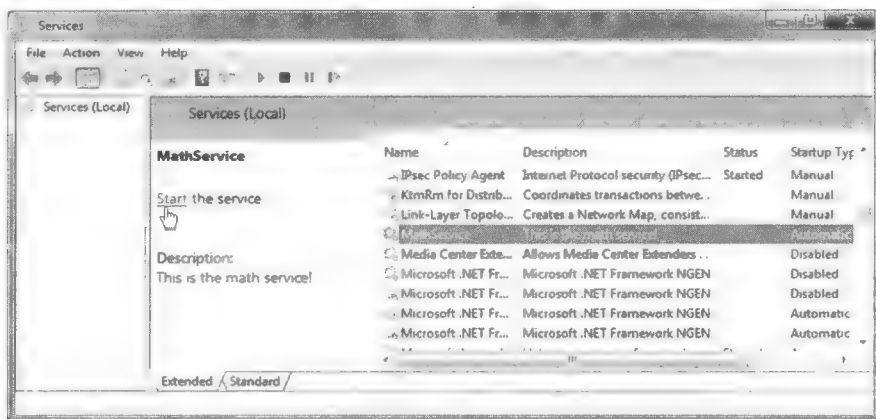 Services
File Action View Help
Services (Local)
Services (Local)
MathService
Start the service
Description:
This is the math service!
Name Description Status Startup Typ
IPsec Policy Agent Internet Protocol security (IPsec... Started Manual
KtmRm for Distrib... Coordinates transactions betwe... Manual
Link-Layer Topolo... Creates a Network Map, consist... Manual
MathService This is the math service! Automatic
Media Center Exte... Allows Media Center Extenders ... Disabled
Microsoft .NET Fr... Microsoft .NET Framework NGEN Disabled
Microsoft .NET Fr... Microsoft .NET Framework NGEN Disabled
Microsoft .NET Fr... Microsoft .NET Framework NGEN Automatic
Microsoft .NET Fr... Microsoft .NET Framework NGEN Automatic
Extended Standard